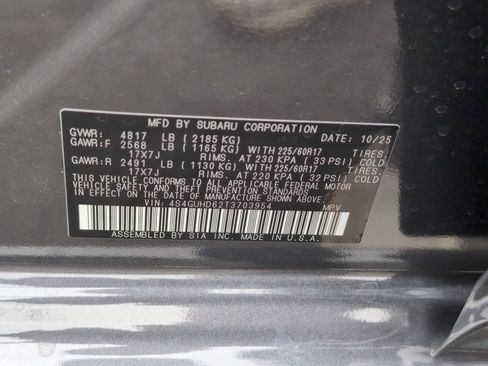 MFD BY SUBARU CORPORATION DATE: 10/25
GVWR: 4817 LB ( 2185 KG)
GAWR:F 2568 LB ( 1165 KG) WITH 225/60R17 TIRES.
17X7J RIMS. AT 230 KPA ( 33 PSI) COLD
GAWR:R 2491 LB ( 1130 KG) WITH 225/60R17 TIRES.
17X7J RIMS. AT 220 KPA ( 32 PSI) COLD
THIS VEHICLE CONFORMS TO ALL APPLICABLE FEDERAL MOTOR
VEHICLE SAFETY AND THEFT PREVENTION STANDARDS
IN EFFECT ON THE DATE OF MANUFACTURE SHOWN ABOVE.
VIN: 4S4GUHD62T3703954 MPV
ASSEMBLED BY SIA INC. MADE IN U.S.A.